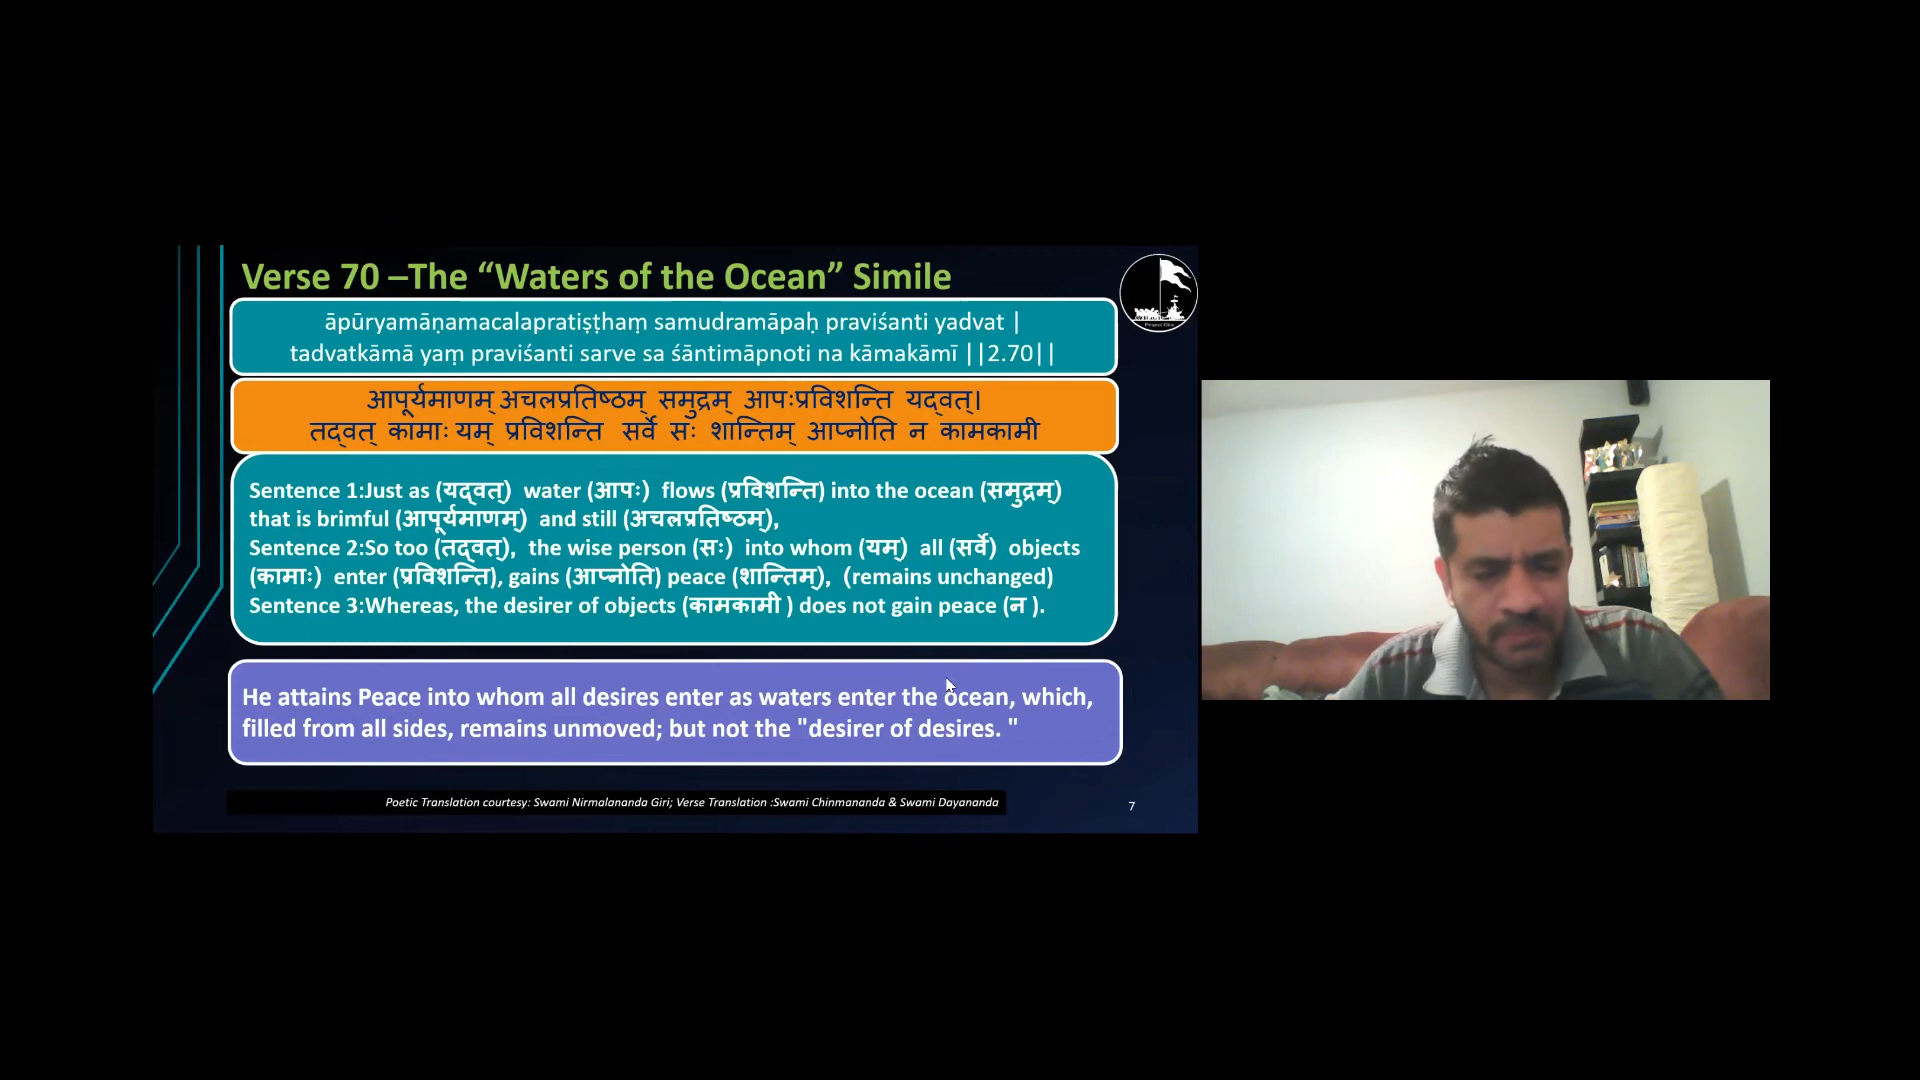 Verse 70 –The “Waters of the Ocean” Simile
āpūryamāṇamacalapratiṣṭhaṃ samudramāpaḥ praviśanti yadvat |
tadvatkāmā yaṃ praviśanti sarve sa śāntimāpnoti na kāmakāmī ||2.70||
आपूर्यमाणम् अचलप्रतिष्ठम् समुद्रम् आपःप्रविशन्ति यद्वत्।
तद्वत् कामाः यम् प्रविशन्ति सर्वे सः शान्तिम् आप्नोति न कामकामी
Sentence 1:Just as (यद्वत्) water (आपः) flows (प्रविशन्ति) into the ocean (समुद्रम्)
that is brimful (आपूर्यमाणम्) and still (अचलप्रतिष्ठम्),
Sentence 2:So too (तद्वत्), the wise person (सः) into whom (यम्) all (सर्वे) objects
(कामाः) enter (प्रविशन्ति), gains (आप्नोति) peace (शान्तिम्), (remains unchanged)
Sentence 3:Whereas, the desirer of objects (कामकामी ) does not gain peace (न ).
He attains Peace into whom all desires enter as waters enter the ocean, which,
filled from all sides, remains unmoved; but not the "desirer of desires. "
Poetic Translation courtesy: Swami Nirmalananda Giri; Verse Translation :Swami Chinmananda & Swami Dayananda
7